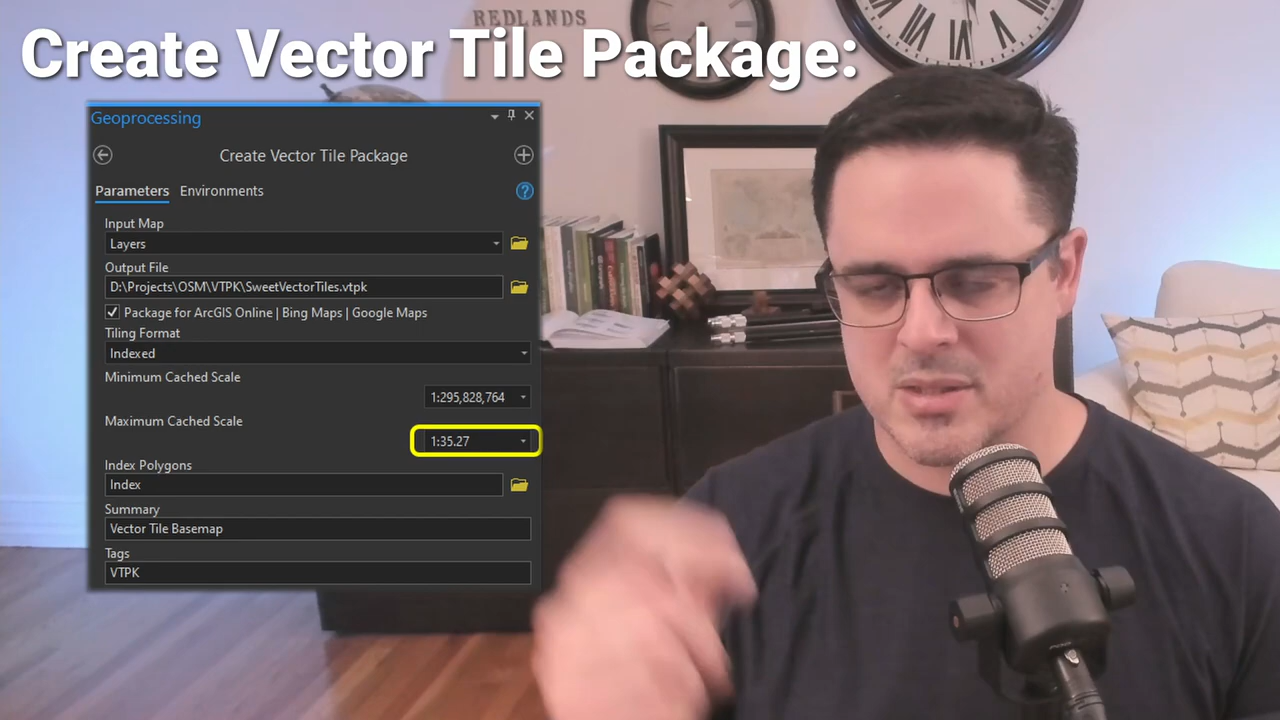 REDLANDS
Create Vector Tile Package:
Geoprocessing
Create Vector Tile Package
Parameters Environments
Input Map
Layers
Output File
D:\Projects\OSM\VTPK\SweetVectorTiles.vtpk
Package for ArcGIS Online | Bing Maps | Google Maps
Tiling Format
Indexed
Minimum Cached Scale
1:295,828,764
Maximum Cached Scale
1:35.27
Index Polygons
Index
Summary
Vector Tile Basemap
Tags
VTPK